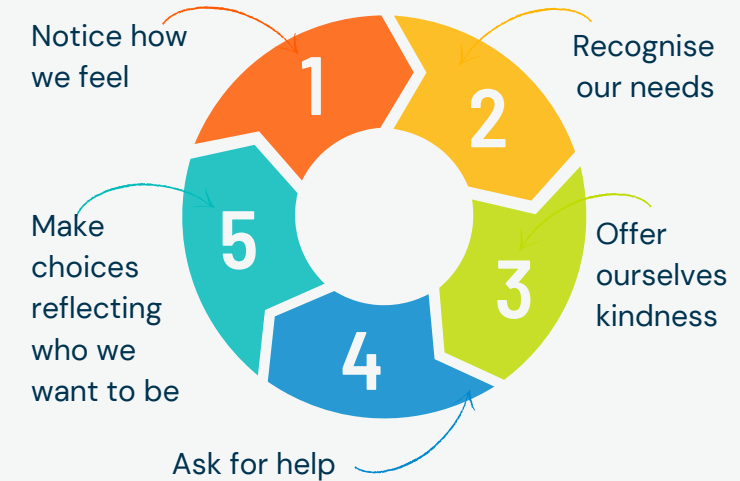 Notice how
we feel
1
2
Recognise
our needs
3
Offer
ourselves
kindness
4
Ask for help
5
Make
choices
reflecting
who we
want to be